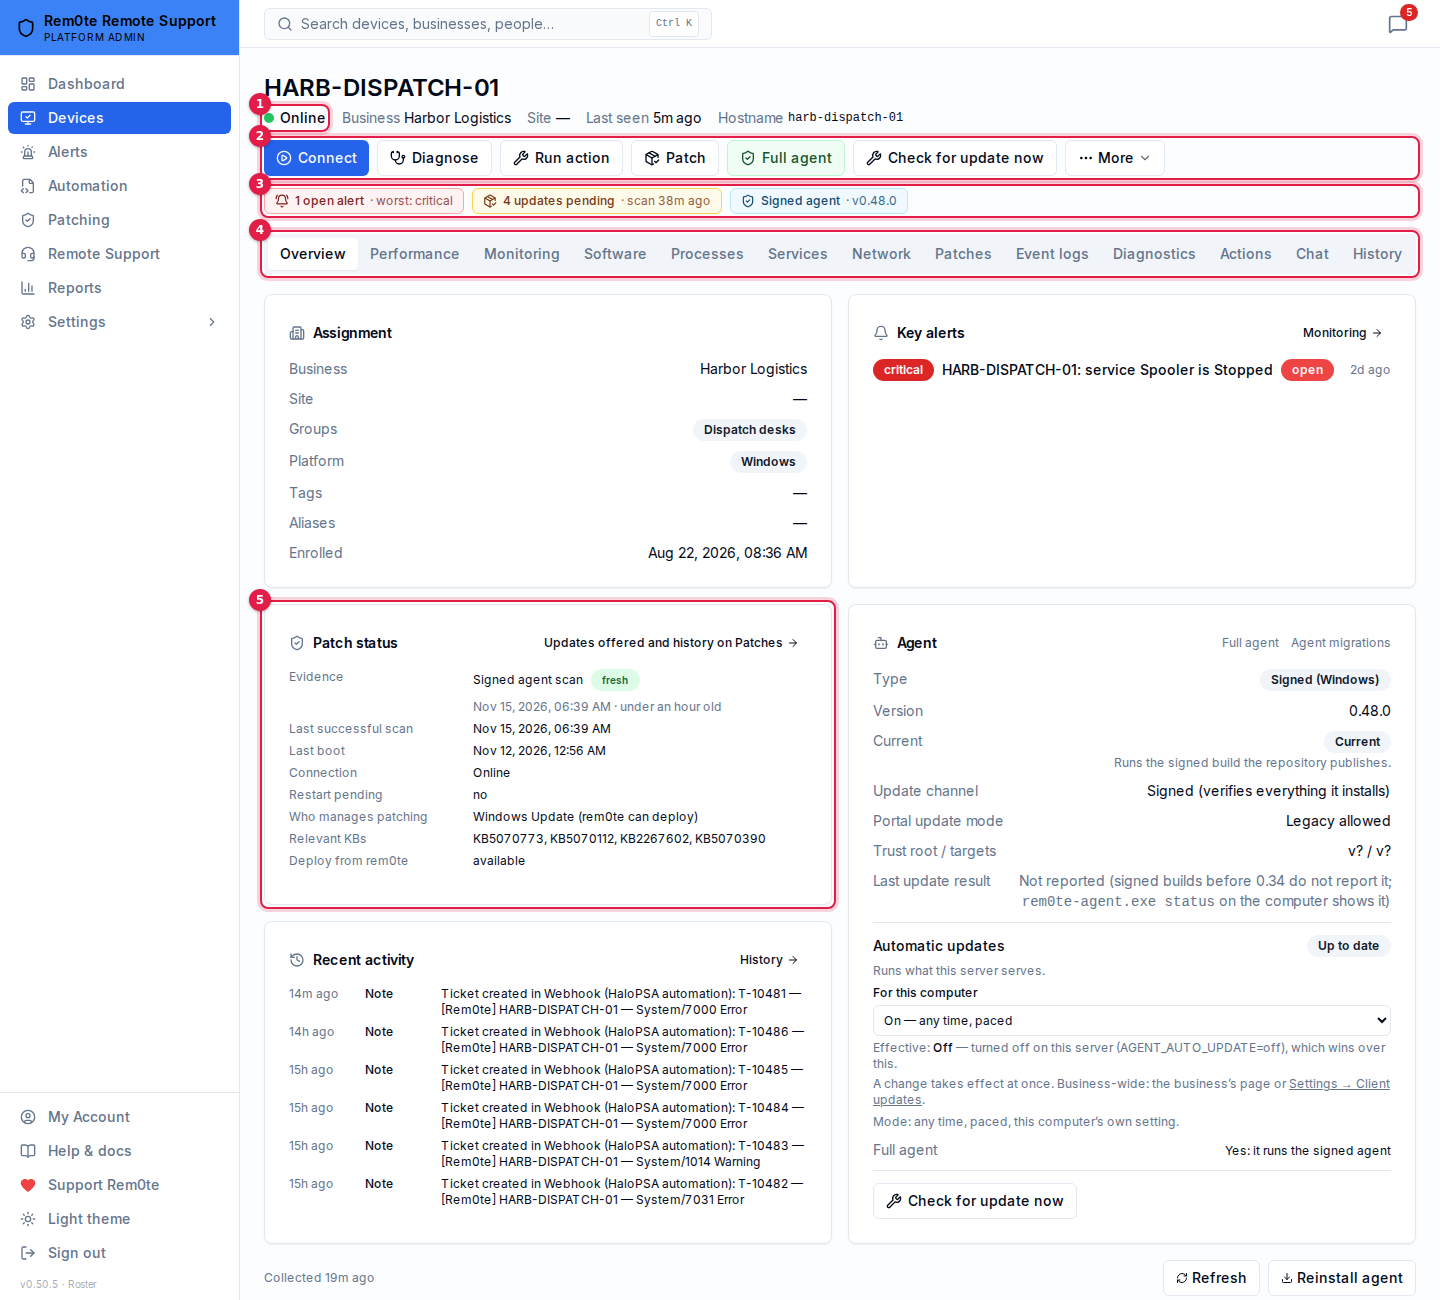 Rem0te Remote Support
PLATFORM ADMIN
Search devices, businesses, people…
Ctrl K
5
Dashboard
Devices
Alerts
Automation
Patching
Remote Support
Reports
Settings
My Account
Help & docs
Support Rem0te
Light theme
Sign out
v0.50.5 · Roster
HARB-DISPATCH-01
1
Online
Business Harbor Logistics
Site —
Last seen 5m ago
Hostname harb-dispatch-01
2
Connect
Diagnose
Run action
Patch
Full agent
Check for update now
More
3
1 open alert · worst: critical
4 updates pending · scan 38m ago
Signed agent · v0.48.0
4
Overview
Performance
Monitoring
Software
Processes
Services
Network
Patches
Event logs
Diagnostics
Actions
Chat
History
Assignment
Business Harbor Logistics
Site —
Groups Dispatch desks
Platform Windows
Tags —
Aliases —
Enrolled Aug 22, 2026, 08:36 AM
Key alerts
Monitoring →
critical HARB-DISPATCH-01: service Spooler is Stopped open 2d ago
5
Patch status
Updates offered and history on Patches →
Evidence Signed agent scan fresh
Nov 15, 2026, 06:39 AM · under an hour old
Last successful scan Nov 15, 2026, 06:39 AM
Last boot Nov 12, 2026, 12:56 AM
Connection Online
Restart pending no
Who manages patching Windows Update (rem0te can deploy)
Relevant KBs KB5070773, KB5070112, KB2267602, KB5070390
Deploy from rem0te available
Agent
Full agent Agent migrations
Type Signed (Windows)
Version 0.48.0
Current Current
Runs the signed build the repository publishes.
Update channel Signed (verifies everything it installs)
Portal update mode Legacy allowed
Trust root / targets v? / v?
Last update result Not reported (signed builds before 0.34 do not report it;
rem0te-agent.exe status on the computer shows it)
Automatic updates Up to date
Runs what this server serves.
For this computer
On — any time, paced
Effective: Off — turned off on this server (AGENT_AUTO_UPDATE=off), which wins over
this.
A change takes effect at once. Business-wide: the business's page or Settings → Client
updates.
Mode: any time, paced, this computer's own setting.
Full agent Yes: it runs the signed agent
Check for update now
Recent activity
History →
14m ago Note Ticket created in Webhook (HaloPSA automation): T-10481 —
[Rem0te] HARB-DISPATCH-01 — System/7000 Error
14h ago Note Ticket created in Webhook (HaloPSA automation): T-10486 —
[Rem0te] HARB-DISPATCH-01 — System/7000 Error
15h ago Note Ticket created in Webhook (HaloPSA automation): T-10485 —
[Rem0te] HARB-DISPATCH-01 — System/7000 Error
15h ago Note Ticket created in Webhook (HaloPSA automation): T-10484 —
[Rem0te] HARB-DISPATCH-01 — System/7000 Error
15h ago Note Ticket created in Webhook (HaloPSA automation): T-10483 —
[Rem0te] HARB-DISPATCH-01 — System/1014 Warning
15h ago Note Ticket created in Webhook (HaloPSA automation): T-10482 —
[Rem0te] HARB-DISPATCH-01 — System/7031 Error
Collected 19m ago
Refresh
Reinstall agent